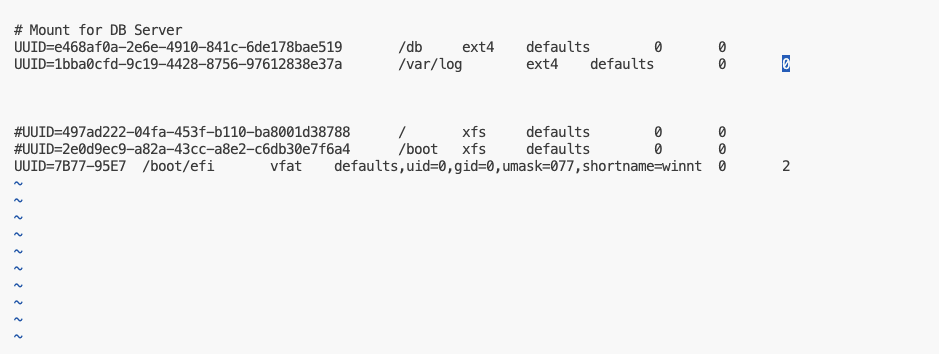 # Mount for DB Server
UUID=e468af0a-2e6e-4910-841c-6de178bae519 /db ext4 defaults 0 0
UUID=1bba0cfd-9c19-4428-8756-97612838e37a /var/log ext4 defaults 0 0
#UUID=497ad222-04fa-453f-b110-ba8001d38788 / xfs defaults 0 0
#UUID=2e0d9ec9-a82a-43cc-a8e2-c6db30e7f6a4 /boot xfs defaults 0 0
UUID=7B77-95E7 /boot/efi vfat defaults,uid=0,gid=0,umask=077,shortname=winnt 0 2
~
~
~
~
~
~
~
~
~
~